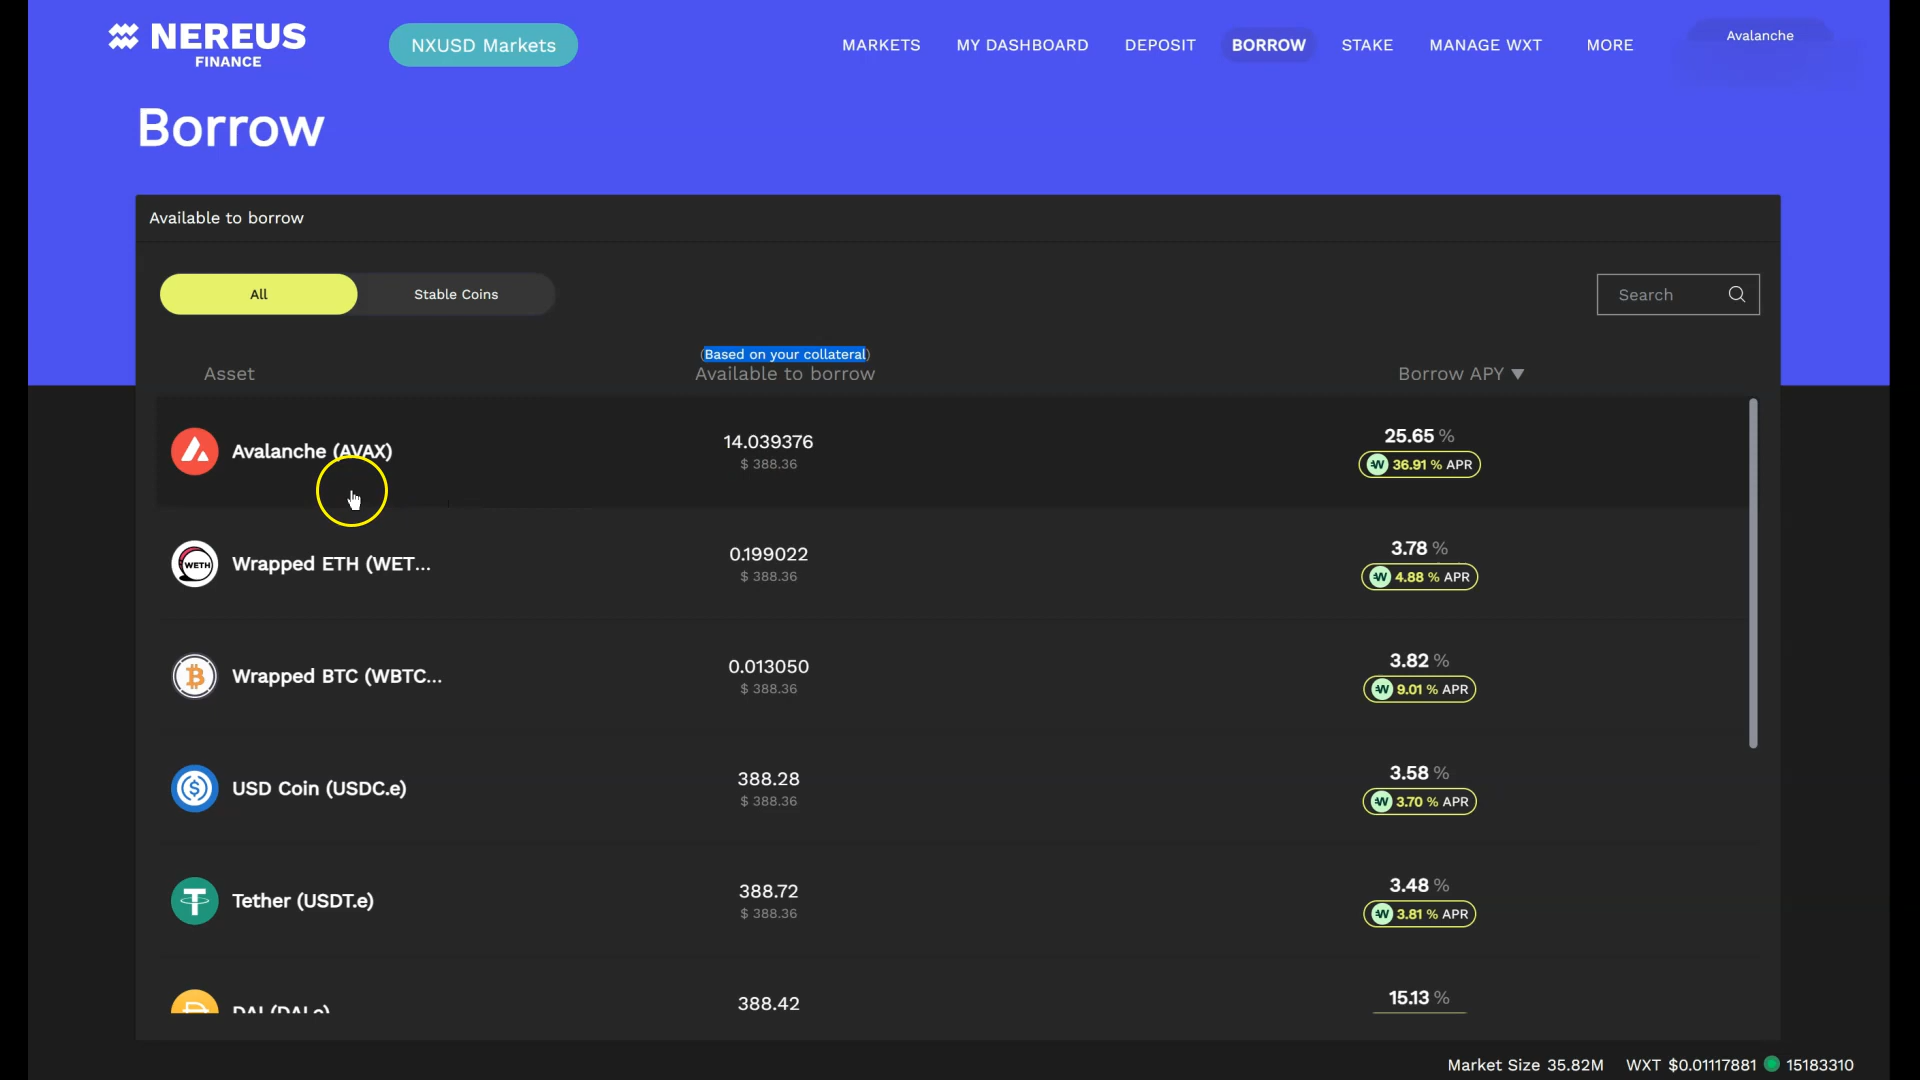 NEREUS
FINANCE
NXUSD Markets
MARKETS MY DASHBOARD DEPOSIT BORROW STAKE MANAGE WXT MORE Avalanche
Borrow
Available to borrow
All Stable Coins Search
(Based on your collateral)
Asset Available to borrow Borrow APY
Avalanche (AVAX) 14.039376 25.65 %
$ 388.36 36.91 % APR
WETH Wrapped ETH (WET... 0.199022 3.78 %
$ 388.36 4.88 % APR
Wrapped BTC (WBTC... 0.013050 3.82 %
$ 388.36 9.01 % APR
USD Coin (USDC.e) 388.28 3.58 %
$ 388.36 3.70 % APR
Tether (USDT.e) 388.72 3.48 %
$ 388.36 3.81 % APR
DAI (DAI.e) 388.42 15.13 %
Market Size 35.82M WXT $0.01117881 15183310